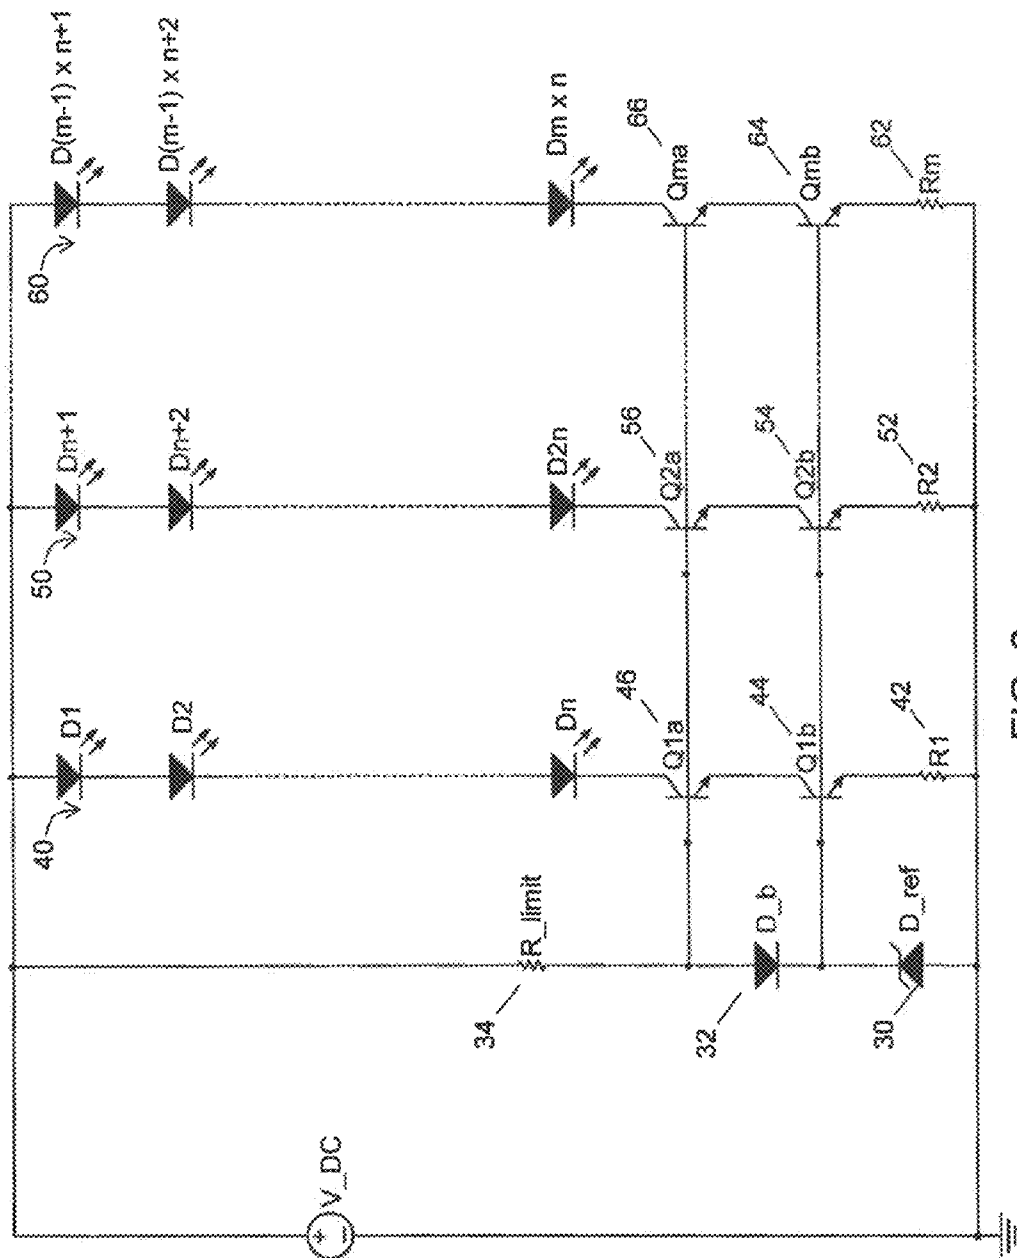 D1
D2
Dn
40
Dn+1
Dn+2
D2n
50
D(m-1) x n+1
D(m-1) x n+2
Dm x n
60
V_DC
R_limit
34
D_b
32
D_ref
30
Q1a
46
Q1b
44
R1
42
Q2a
56
Q2b
54
R2
52
Qma
66
Qmb
64
Rm
62
FIG.